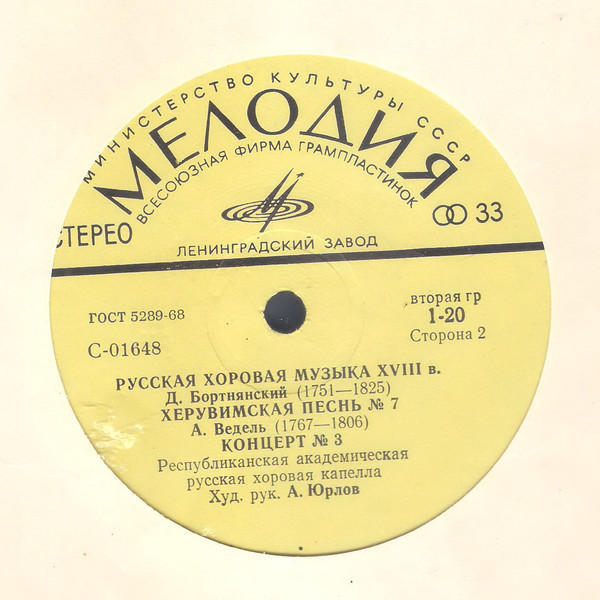 МИНИСТЕРСТВО КУЛЬТУРЫ СССР
МЕЛОДИЯ
ВСЕСОЮЗНАЯ ФИРМА ГРАМПЛАСТИНОК
СТЕРЕО
33
ЛЕНИНГРАДСКИЙ ЗАВОД
ГОСТ 5289-68
вторая гр
1-20
С-01648
Сторона 2
РУССКАЯ ХОРОВАЯ МУЗЫКА XVIII в.
Д. Бортнянский (1751—1825)
ХЕРУВИМСКАЯ ПЕСНЬ № 7
А. Ведель (1767—1806)
КОНЦЕРТ № 3
Республиканская академическая
русская хоровая капелла
Худ. рук. А. Юрлов